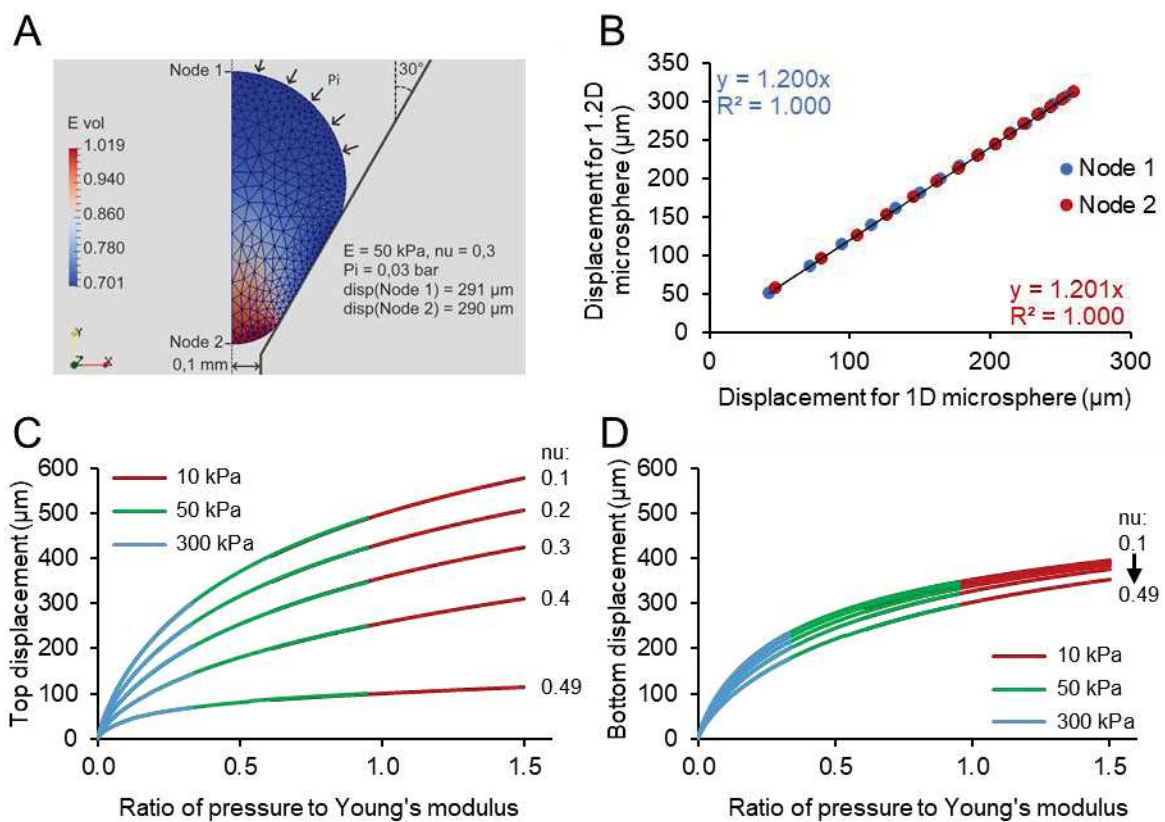 A
Node 1
Pi
30°
E vol
1.019
0.940
0.860
0.780
0.701
E = 50 kPa, nu = 0,3
Pi = 0,03 bar
disp(Node 1) = 291 µm
disp(Node 2) = 290 µm
Y
Z
X
Node 2
0,1 mm
B
Displacement for 1.2D
microsphere (µm)
350
300
250
200
150
100
50
0
y = 1.200x
R² = 1.000
Node 1
Node 2
y = 1.201x
R² = 1.000
0
100
200
300
Displacement for 1D microsphere (µm)
C
Top displacement (µm)
600
500
400
300
200
100
0
10 kPa
50 kPa
300 kPa
nu:
0.1
0.2
0.3
0.4
0.49
0.0
0.5
1.0
1.5
Ratio of pressure to Young's modulus
D
Bottom displacement (µm)
600
500
400
300
200
100
0
nu:
0.1
0.49
10 kPa
50 kPa
300 kPa
0.0
0.5
1.0
1.5
Ratio of pressure to Young's modulus